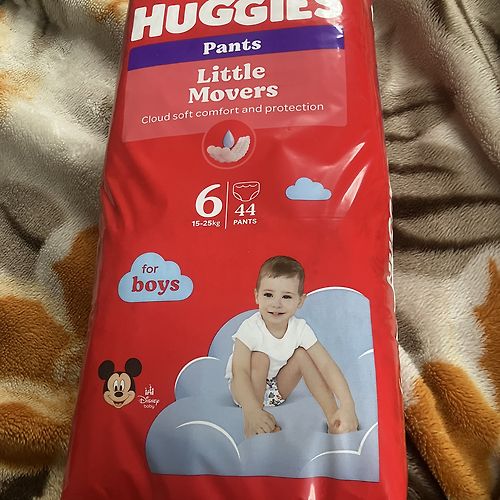 HUGGIES
Pants
Little
Movers
Cloud soft comfort and protection
6
15-25kg
44
PANTS
for
boys
Disney
baby